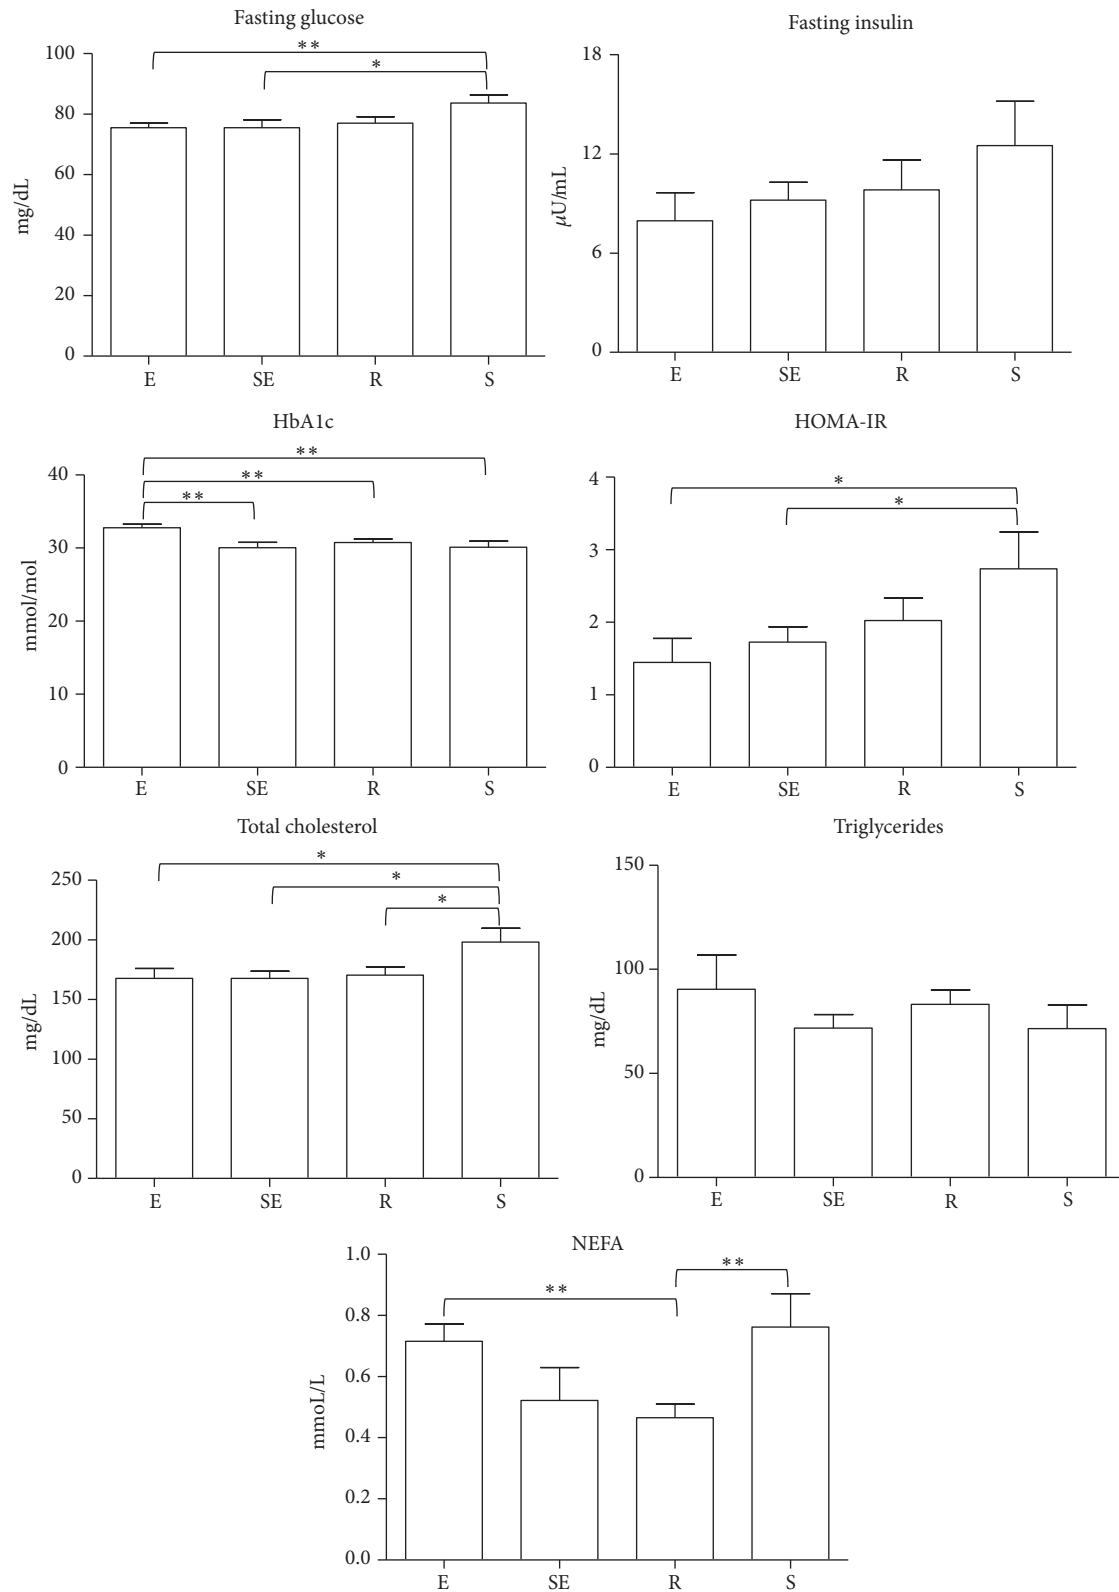 Fasting glucose
**
*
100
80
60
40
20
0
mg/dL
E SE R S
Fasting insulin
18
12
6
0
μU/mL
E SE R S
HbA1c
**
**
**
40
30
20
10
0
mmol/mol
E SE R S
HOMA-IR
*
*
4
3
2
1
0
E SE R S
Total cholesterol
*
*
*
250
200
150
100
50
0
mg/dL
E SE R S
Triglycerides
150
100
50
0
mg/dL
E SE R S
NEFA
**
**
1.0
0.8
0.6
0.4
0.2
0.0
mmoL/L
E SE R S